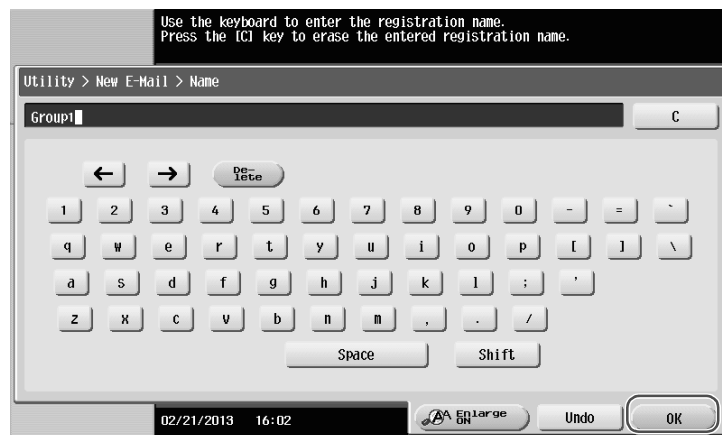 Use the keyboard to enter the registration name.
Press the [C] key to erase the entered registration name.
Utility > New E-Mail > Name
Group1
C
← → De-
lete
1 2 3 4 5 6 7 8 9 0 - = `
q w e r t y u i o p [ ] \
a s d f g h j k l ; '
z x c v b n m , . /
Space Shift
02/21/2013 16:02
AA Enlarge
ON
Undo OK